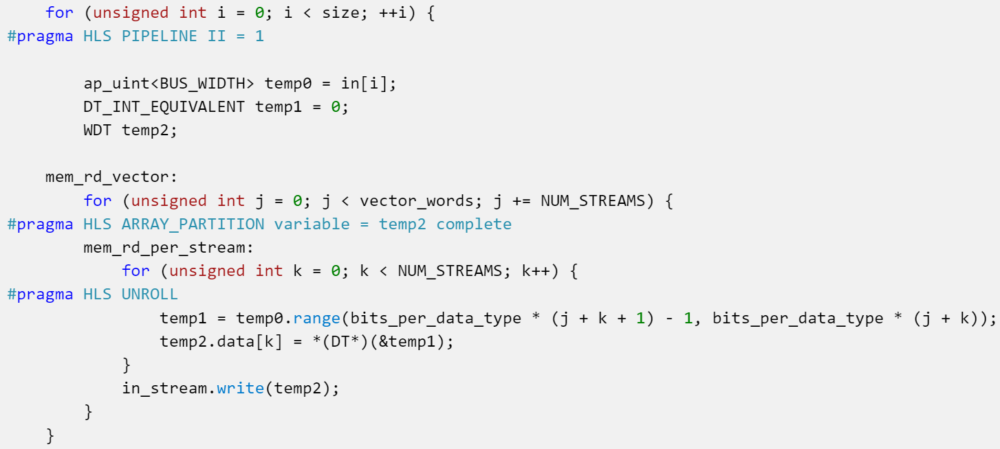 for (unsigned int i = 0; i < size; ++i) {
#pragma HLS PIPELINE II = 1
ap_uint<BUS_WIDTH> temp0 = in[i];
DT_INT_EQUIVALENT temp1 = 0;
WDT temp2;
mem_rd_vector:
for (unsigned int j = 0; j < vector_words; j += NUM_STREAMS) {
#pragma HLS ARRAY_PARTITION variable = temp2 complete
mem_rd_per_stream:
for (unsigned int k = 0; k < NUM_STREAMS; k++) {
#pragma HLS UNROLL
temp1 = temp0.range(bits_per_data_type * (j + k + 1) - 1, bits_per_data_type * (j + k));
temp2.data[k] = *(DT*)(&temp1);
}
in_stream.write(temp2);
}
}